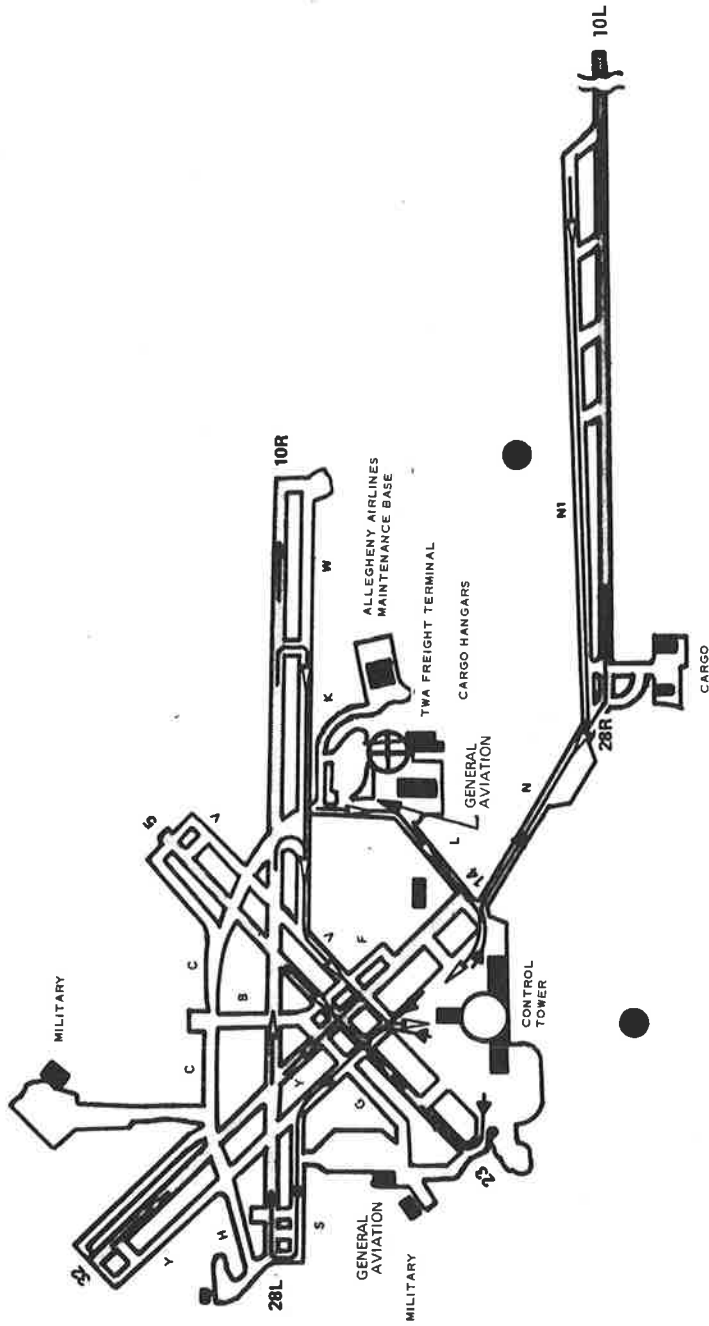 MILITARY
32
5
Y
C
C
V
H
B
28L
10R
Y
S
W
V
K
G
F
GENERAL
AVIATION
ALLEGHENY AIRLINES
MAINTENANCE BASE
MILITARY
TWA FREIGHT TERMINAL
L
CARGO HANGARS
GENERAL
AVIATION
14
23
CONTROL
TOWER
N
N1
10L
28R
CARGO